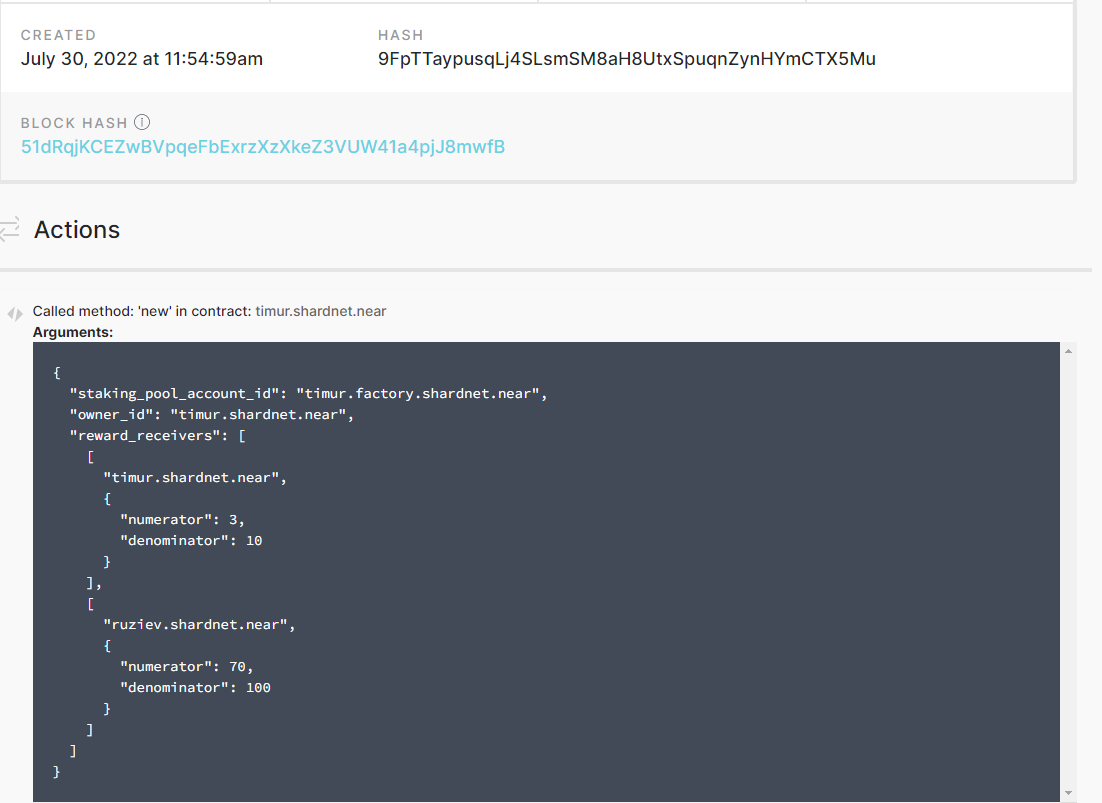 CREATED
HASH
July 30, 2022 at 11:54:59am
9FpTTaypusqLj4SLsmSM8aH8UtxSpuqnZynHYmCTX5Mu
BLOCK HASH
51dRqjKCEZwBVpqeFbExrzXzXkeZ3VUW41a4pjJ8mwfB
Actions
Called method: 'new' in contract: timur.shardnet.near
Arguments:
{
  "staking_pool_account_id": "timur.factory.shardnet.near",
  "owner_id": "timur.shardnet.near",
  "reward_receivers": [
    [
      "timur.shardnet.near",
      {
        "numerator": 3,
        "denominator": 10
      }
    ],
    [
      "ruziev.shardnet.near",
      {
        "numerator": 70,
        "denominator": 100
      }
    ]
  ]
}